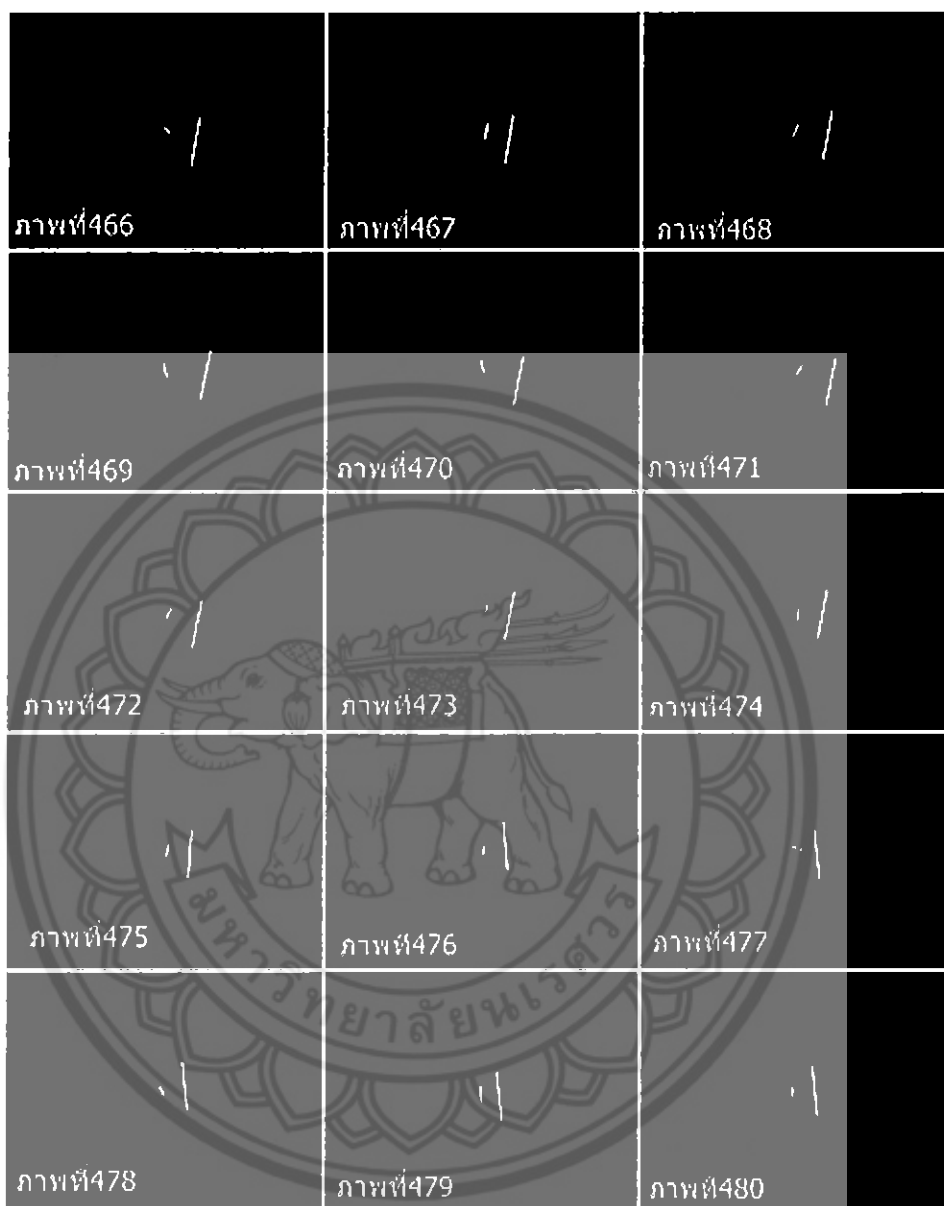 ภาพที่466 ภาพที่467 ภาพที่468
ภาพที่469 ภาพที่470 ภาพที่471
ภาพที่472 ภาพที่473 ภาพที่474
ภาพที่475 ภาพที่476 ภาพที่477
มหาวิทยาลัยนเรศวร
ภาพที่478 ภาพที่479 ภาพที่480